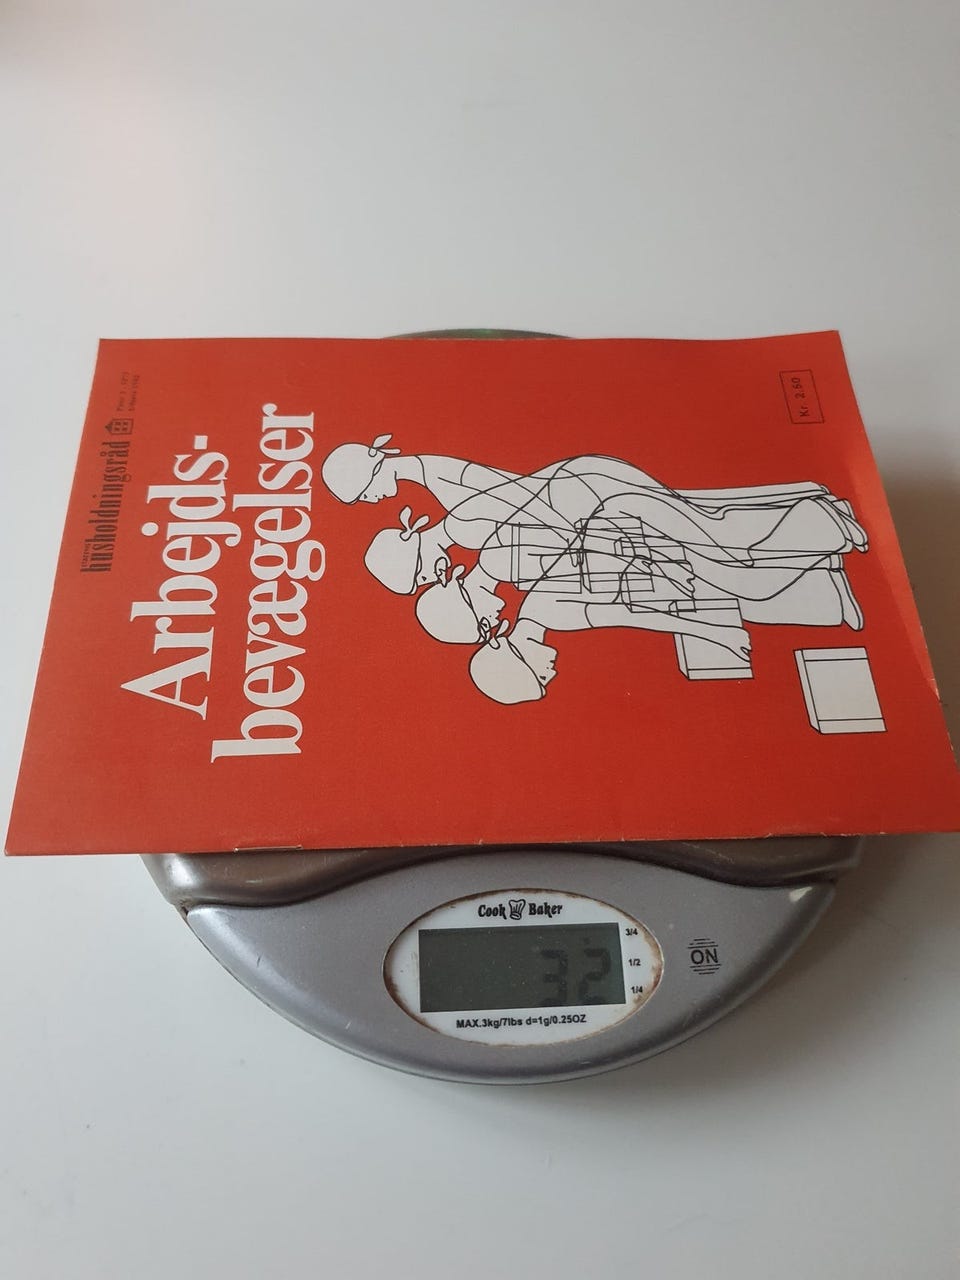 statens
husholdningsråd
Arbejds-
bevægelser
Kr 2.50
Cook Baker
32
3/4
1/2
1/4
MAX.3kg/7lbs d=1g/0.25OZ
ON